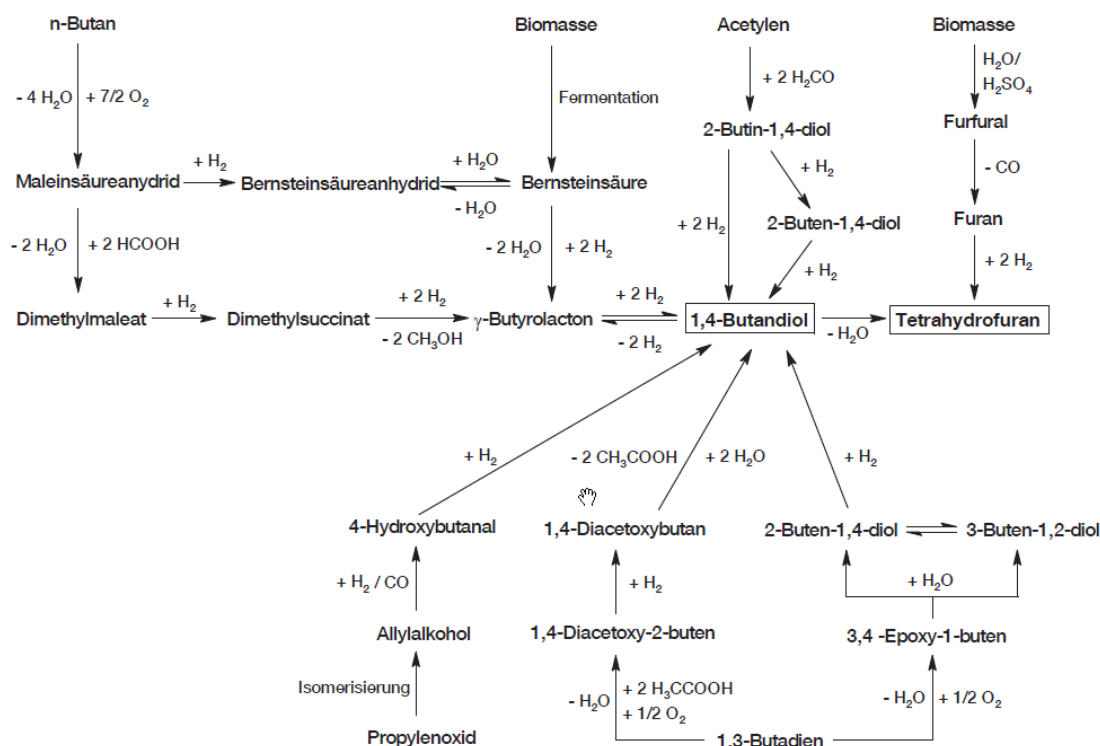 n-Butan
Biomasse
Acetylen
Biomasse
- 4 H₂O + 7/2 O₂
Fermentation
+ 2 H₂CO
H₂O/
H₂SO₄
2-Butin-1,4-diol
Furfural
Maleinsäureanydrid
+ H₂
Bernsteinsäureanhydrid
+ H₂O
- H₂O
Bernsteinsäure
+ H₂
- CO
+ 2 H₂
2-Buten-1,4-diol
Furan
- 2 H₂O + 2 HCOOH
- 2 H₂O + 2 H₂
+ H₂
+ 2 H₂
Dimethylmaleat
+ H₂
Dimethylsuccinat
+ 2 H₂
- 2 CH₃OH
γ-Butyrolacton
+ 2 H₂
- 2 H₂
1,4-Butandiol
- H₂O
Tetrahydrofuran
+ H₂
- 2 CH₃COOH + 2 H₂O
+ H₂
4-Hydroxybutanal
1,4-Diacetoxybutan
2-Buten-1,4-diol
3-Buten-1,2-diol
+ H₂ / CO
+ H₂
+ H₂O
Allylalkohol
1,4-Diacetoxy-2-buten
3,4 -Epoxy-1-buten
Isomerisierung
- H₂O + 2 H₃CCOOH
+ 1/2 O₂
- H₂O + 1/2 O₂
Propylenoxid
1,3-Butadien